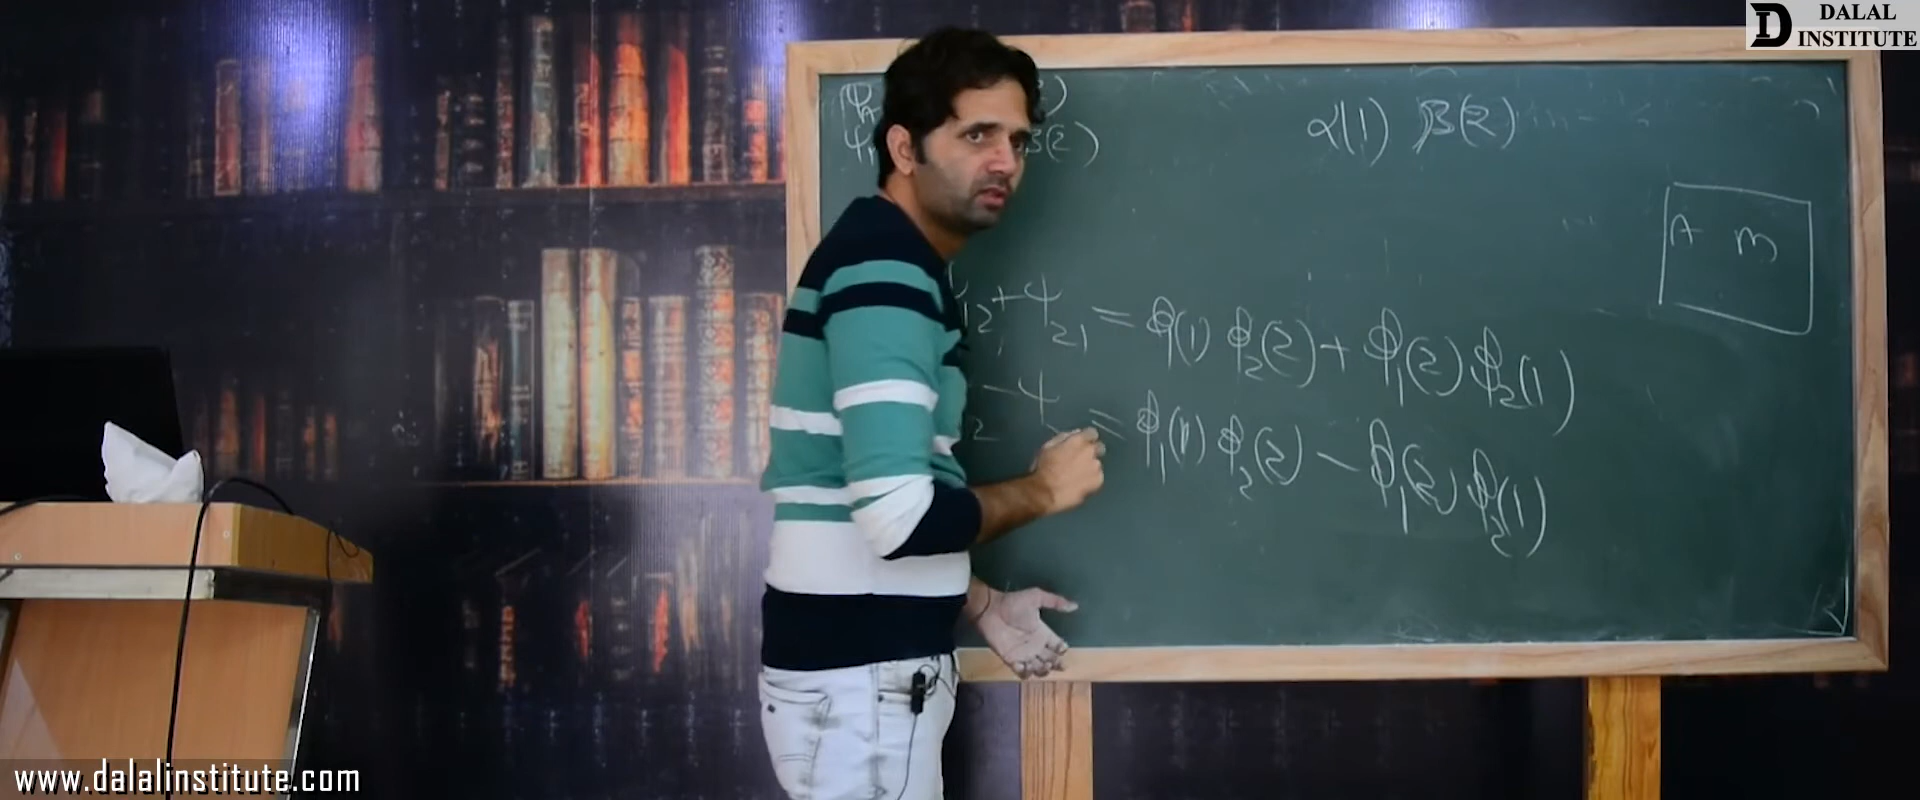 DALAL
INSTITUTE
α(1) β(2)
A m
+ ψ₂₁ = φ(1) φ₂(2) + φ₁(2) φ₂(1)
- ψ = φ₁(1) φ₂(2) - φ₁(2) φ₂(1)
www.dalalinstitute.com